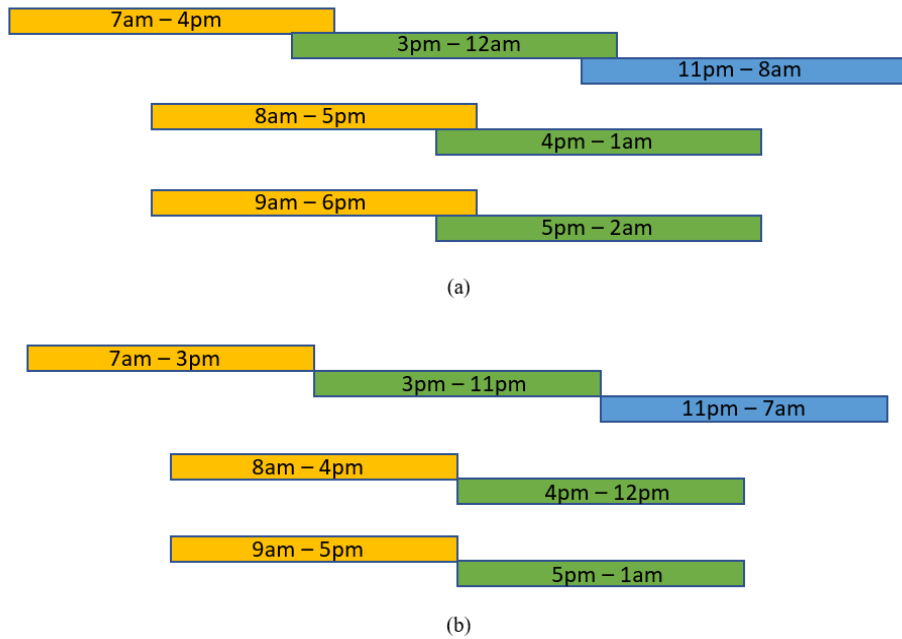 7am – 4pm
3pm – 12am
11pm – 8am
8am – 5pm
4pm – 1am
9am – 6pm
5pm – 2am
(a)
7am – 3pm
3pm – 11pm
11pm – 7am
8am – 4pm
4pm – 12pm
9am – 5pm
5pm – 1am
(b)